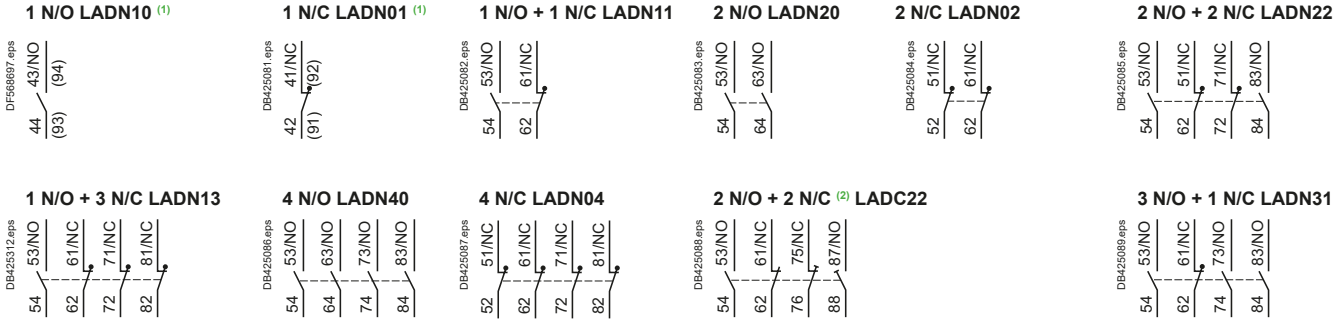 1 N/O LADN10 (1)
DF568697.eps
43/NO
(94)
44
(93)
1 N/C LADN01 (1)
DB425081.eps
41/NC
(92)
42
(91)
1 N/O + 1 N/C LADN11
DB425082.eps
53/NO
61/NC
54
62
2 N/O LADN20
DB425083.eps
53/NO
63/NO
54
64
2 N/C LADN02
DB425084.eps
51/NC
61/NC
52
62
2 N/O + 2 N/C LADN22
DB425085.eps
53/NO
51/NC
71/NC
83/NO
54
62
72
84
1 N/O + 3 N/C LADN13
DB425312.eps
53/NO
61/NC
71/NC
81/NC
54
62
72
82
4 N/O LADN40
DB425086.eps
53/NO
63/NO
73/NO
83/NO
54
64
74
84
4 N/C LADN04
DB425087.eps
51/NC
61/NC
71/NC
81/NC
52
62
72
82
2 N/O + 2 N/C (2) LADC22
DB425088.eps
53/NO
61/NC
75/NC
87/NO
54
62
76
88
3 N/O + 1 N/C LADN31
DB425089.eps
53/NO
61/NC
73/NO
83/NO
54
62
74
84